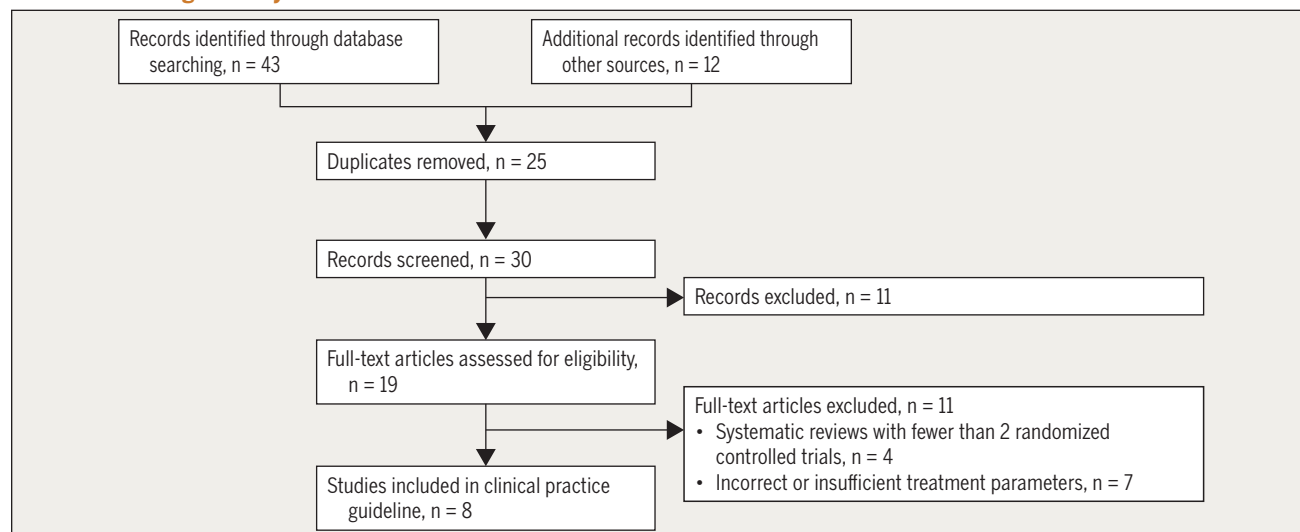 Records identified through database
searching, n = 43
Additional records identified through
other sources, n = 12
Duplicates removed, n = 25
Records screened, n = 30
Records excluded, n = 11
Full-text articles assessed for eligibility,
n = 19
Full-text articles excluded, n = 11
• Systematic reviews with fewer than 2 randomized
controlled trials, n = 4
• Incorrect or insufficient treatment parameters, n = 7
Studies included in clinical practice
guideline, n = 8